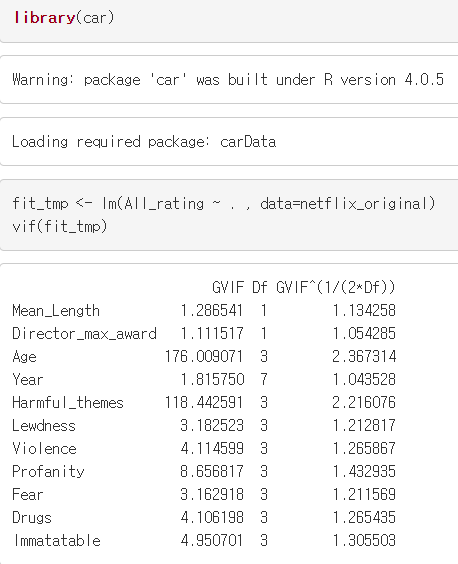 library(car)
Warning: package 'car' was built under R version 4.0.5
Loading required package: carData
fit_tmp <- lm(All_rating ~ . , data=netflix_original)
vif(fit_tmp)
GVIF Df GVIF^(1/(2*Df))
Mean_Length 1.286541 1 1.134258
Director_max_award 1.111517 1 1.054285
Age 176.009071 3 2.367314
Year 1.815750 7 1.043528
Harmful_themes 118.442591 3 2.216076
Lewdness 3.182523 3 1.212817
Violence 4.114599 3 1.265867
Profanity 8.656817 3 1.432935
Fear 3.162918 3 1.211569
Drugs 4.106198 3 1.265435
Immatatable 4.950701 3 1.305503